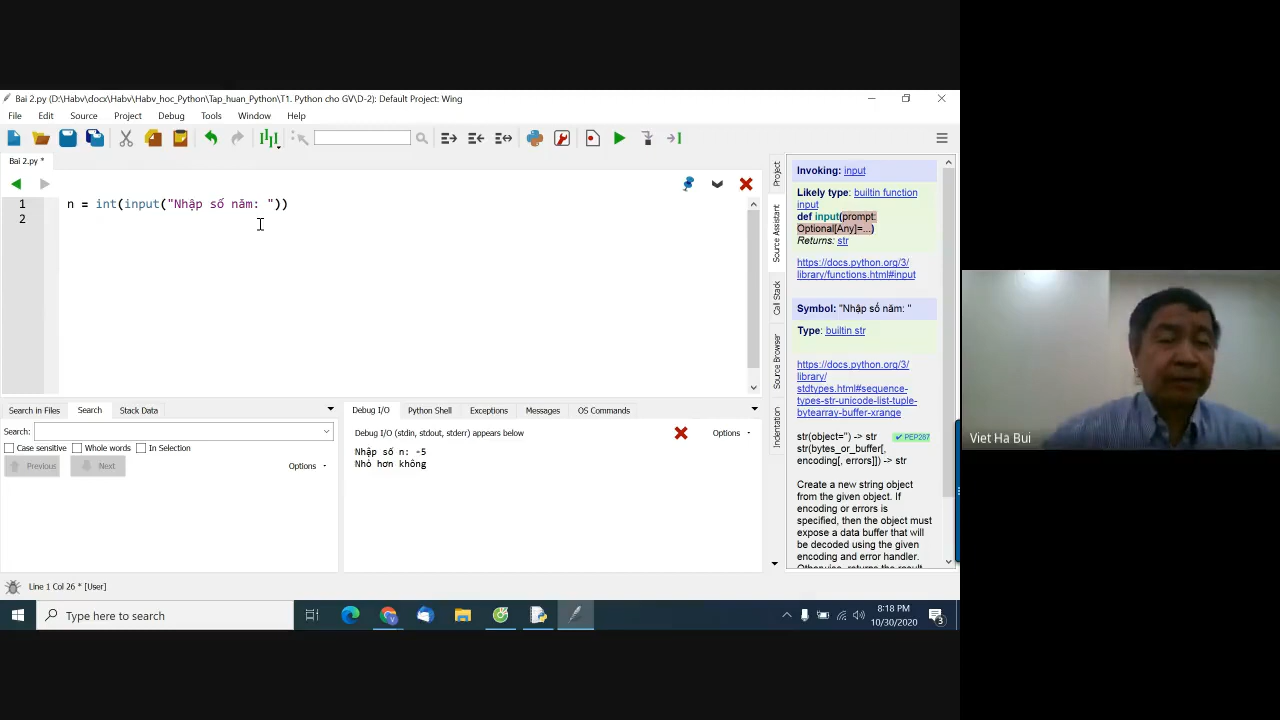 Bai 2.py (D:\Habv\docx\Habv\Habv_hoc_Python\Tap_huan_Python\T1. Python cho GV\D-2): Default Project: Wing
File Edit Source Project Debug Tools Window Help
Bai 2.py *
1 n = int(input("Nhập số năm: "))
2
Project
Source Assistant
Call Stack
Source Browser
Indentation
Invoking: input
Likely type: builtin function
input
def input(prompt:
Optional[Any]=...)
Returns: str
https://docs.python.org/3/
library/functions.html#input
Symbol: "Nhập số năm: "
Type: builtin str
https://docs.python.org/3/
library/
stdtypes.html#sequence-
types-str-unicode-list-tuple-
bytearray-buffer-xrange
str(object='') -> str ✔ PEP287
str(bytes_or_buffer[,
encoding[, errors]]) -> str
Create a new string object
from the given object. If
encoding or errors is
specified, then the object must
expose a data buffer that will
be decoded using the given
encoding and error handler.
Otherwise, returns the result
Search in Files Search Stack Data
Search:
Case sensitive Whole words In Selection
Previous Next Options
Debug I/O Python Shell Exceptions Messages OS Commands
Debug I/O (stdin, stdout, stderr) appears below Options
Nhập số n: -5
Nhỏ hơn không
Line 1 Col 26 * [User]
Type here to search
8:18 PM
10/30/2020
3
Viet Ha Bui